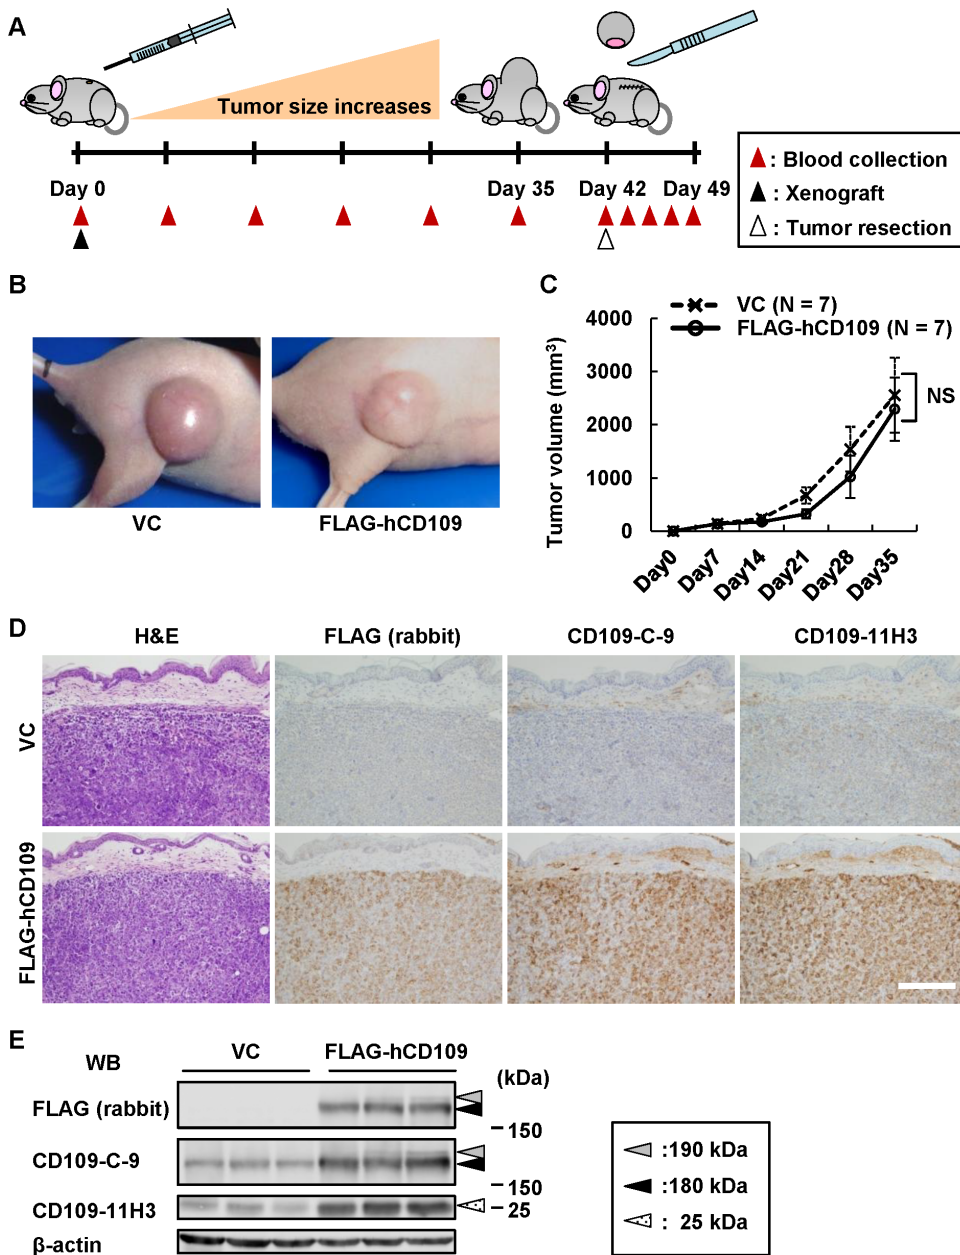 A
Tumor size increases
Day 0
Day 35
Day 42
Day 49
: Blood collection
: Xenograft
: Tumor resection
B
VC
FLAG-hCD109
C
VC (N = 7)
FLAG-hCD109 (N = 7)
Tumor volume (mm³)
4000
3000
2000
1000
0
NS
Day0
Day7
Day14
Day21
Day28
Day35
D
H&E
FLAG (rabbit)
CD109-C-9
CD109-11H3
VC
FLAG-hCD109
E
WB
VC
FLAG-hCD109
(kDa)
FLAG (rabbit)
150
CD109-C-9
150
CD109-11H3
25
β-actin
:190 kDa
:180 kDa
: 25 kDa